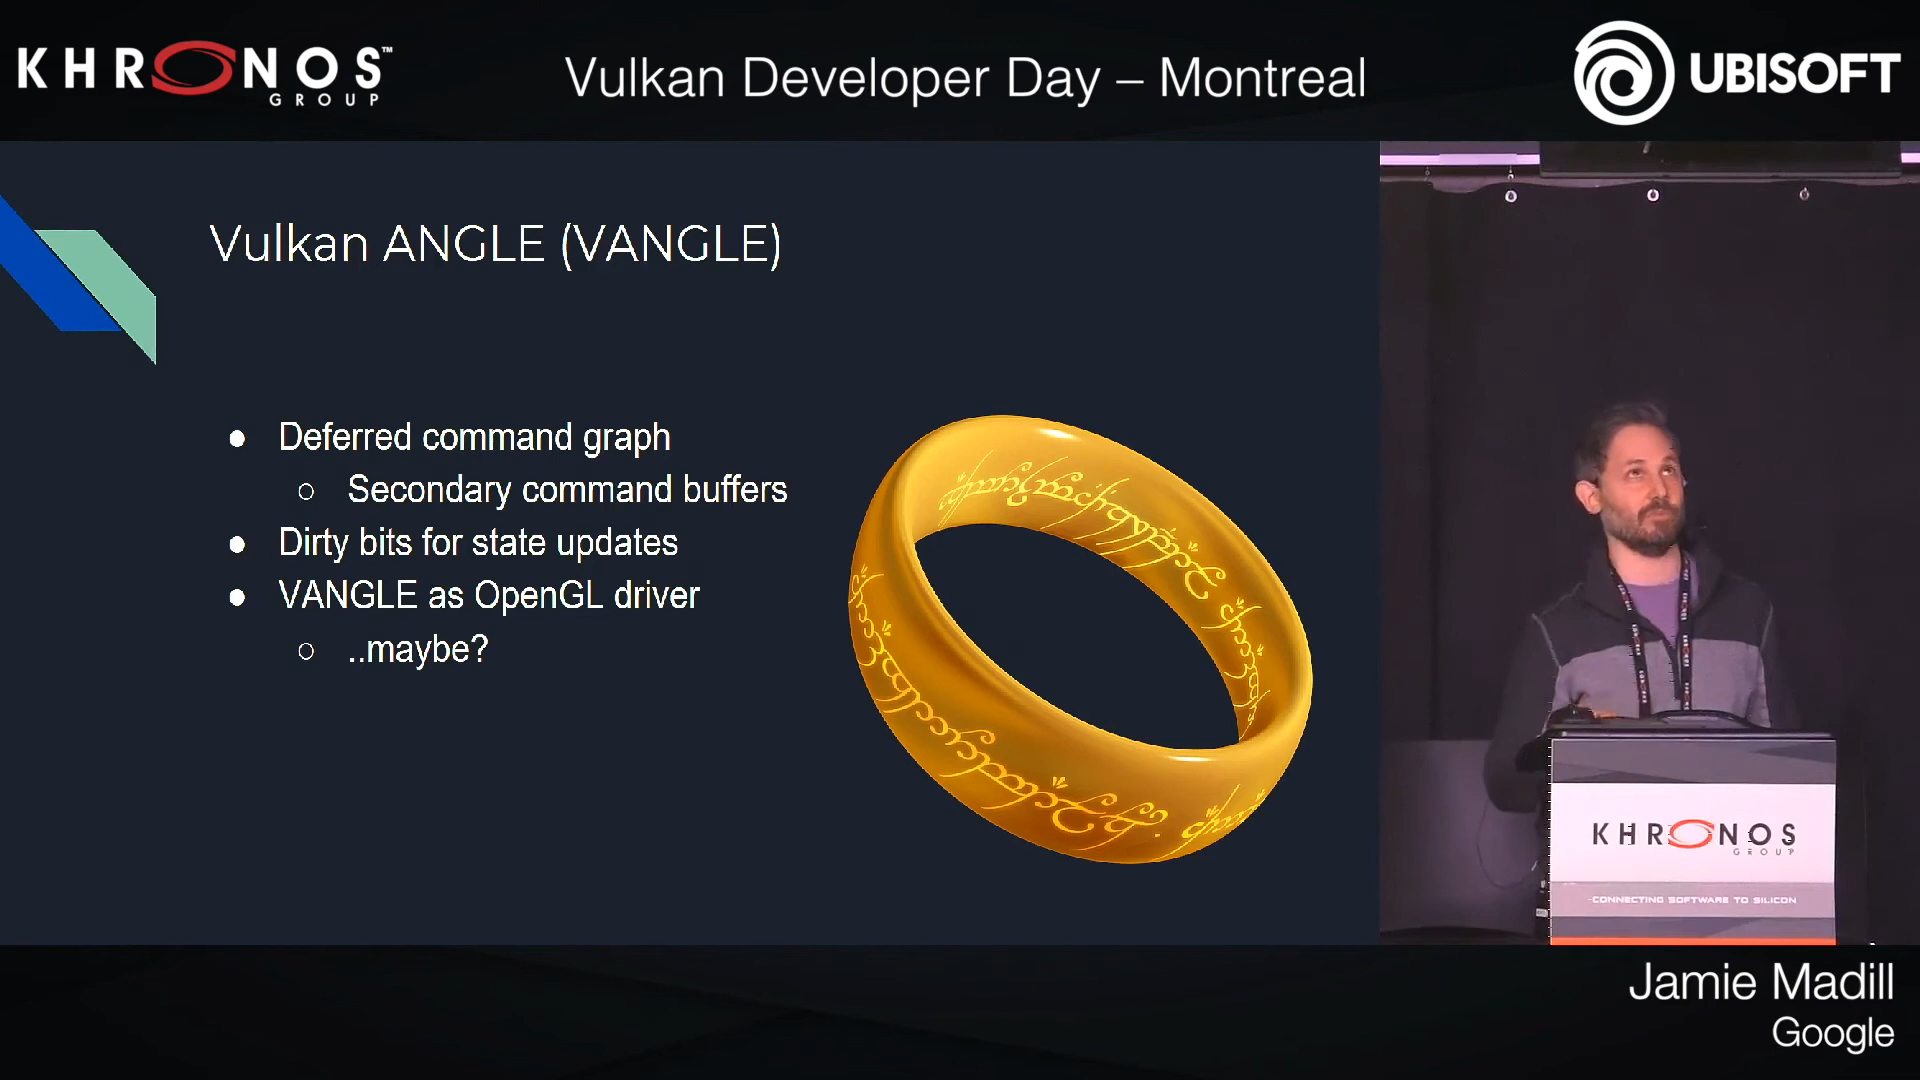 KHRONOS™
GROUP
Vulkan Developer Day – Montreal
UBISOFT
Vulkan ANGLE (VANGLE)
● Deferred command graph
○ Secondary command buffers
● Dirty bits for state updates
● VANGLE as OpenGL driver
○ ..maybe?
KHRONOS
GROUP
CONNECTING SOFTWARE TO SILICON
Jamie Madill
Google